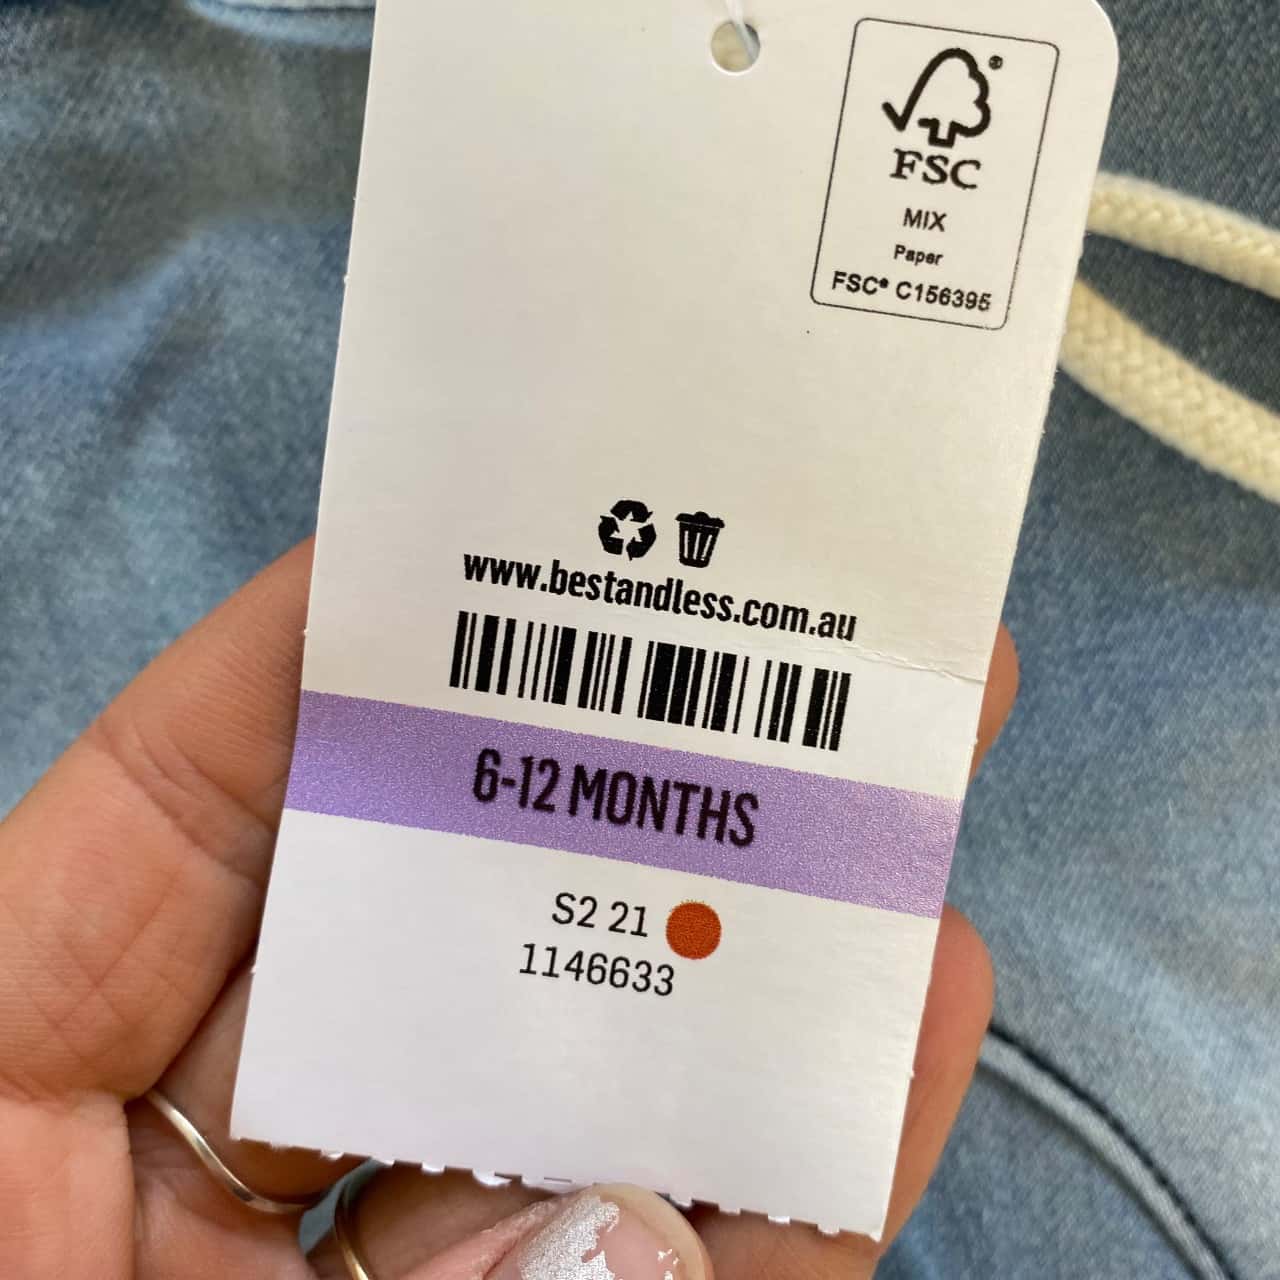 FSC
MIX
Paper
FSC® C156395
www.bestandless.com.au
6-12 MONTHS
S2 21
1146633